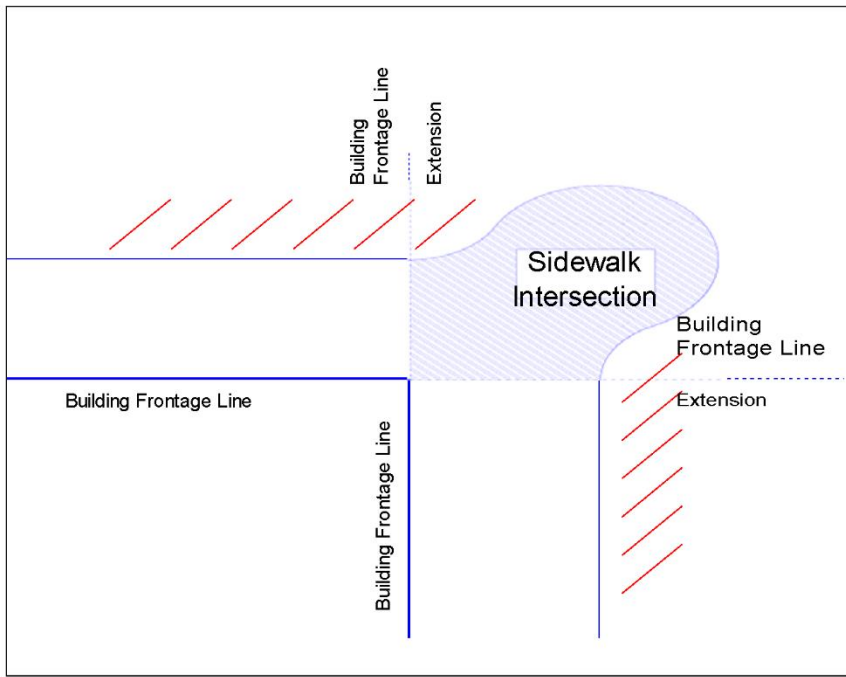 Building
Frontage Line
Extension
Sidewalk
Intersection
Building
Frontage Line
Extension
Building Frontage Line
Building Frontage Line